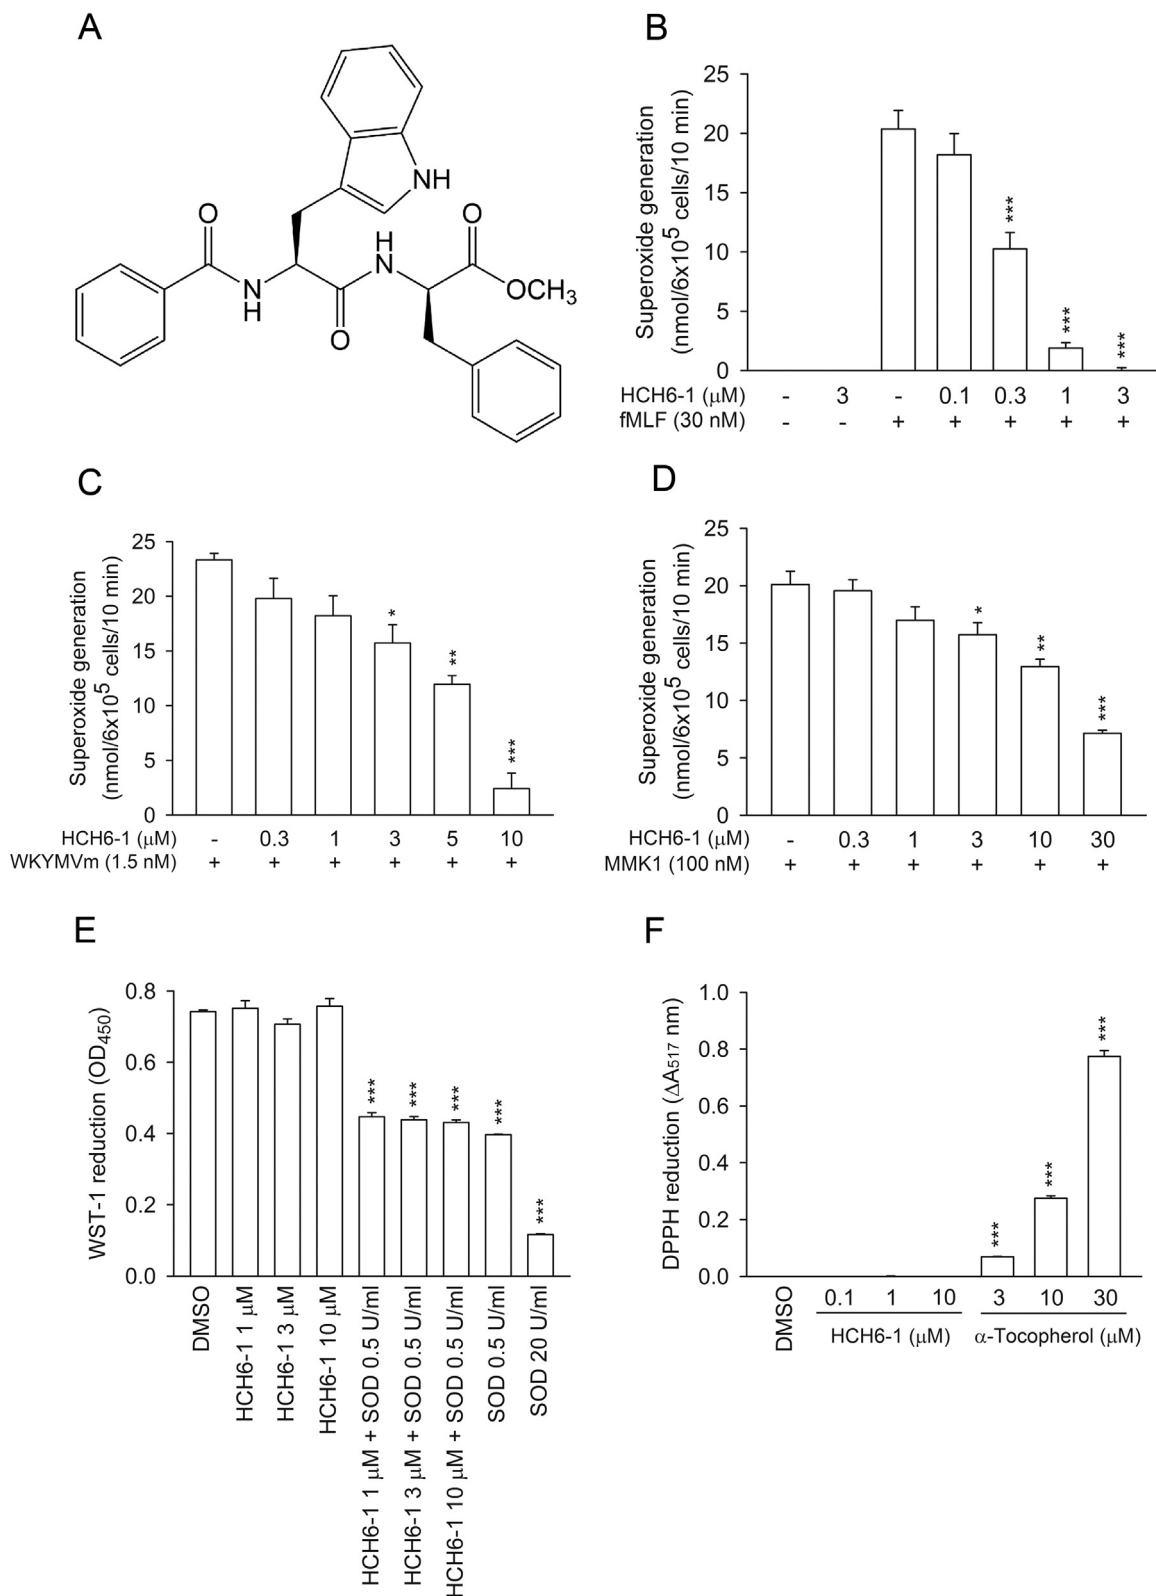 A
O
N
H
O
H
N
O
OCH3
NH
B
Superoxide generation
(nmol/6x10^5 cells/10 min)
25
20
15
10
5
0
***
***
***
HCH6-1 (μM) - 3 - 0.1 0.3 1 3
fMLF (30 nM) - - + + + + +
C
Superoxide generation
(nmol/6x10^5 cells/10 min)
25
20
15
10
5
0
*
**
***
HCH6-1 (μM) - 0.3 1 3 5 10
WKYMVm (1.5 nM) + + + + + +
D
Superoxide generation
(nmol/6x10^5 cells/10 min)
25
20
15
10
5
0
*
**
***
HCH6-1 (μM) - 0.3 1 3 10 30
MMK1 (100 nM) + + + + + +
E
WST-1 reduction (OD450)
0.8
0.6
0.4
0.2
0.0
***
***
***
***
***
DMSO
HCH6-1 1 μM
HCH6-1 3 μM
HCH6-1 10 μM
HCH6-1 1 μM + SOD 0.5 U/ml
HCH6-1 3 μM + SOD 0.5 U/ml
HCH6-1 10 μM + SOD 0.5 U/ml
SOD 0.5 U/ml
SOD 20 U/ml
F
DPPH reduction (ΔA517 nm)
1.0
0.8
0.6
0.4
0.2
0.0
***
***
***
DMSO
0.1 1 10 3 10 30
HCH6-1 (μM) α-Tocopherol (μM)